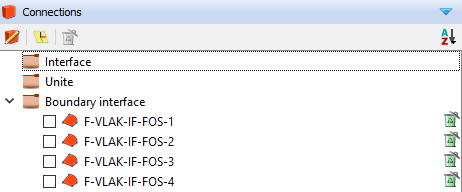 Connections
Interface
Unite
Boundary interface
F-VLAK-IF-FOS-1
F-VLAK-IF-FOS-2
F-VLAK-IF-FOS-3
F-VLAK-IF-FOS-4